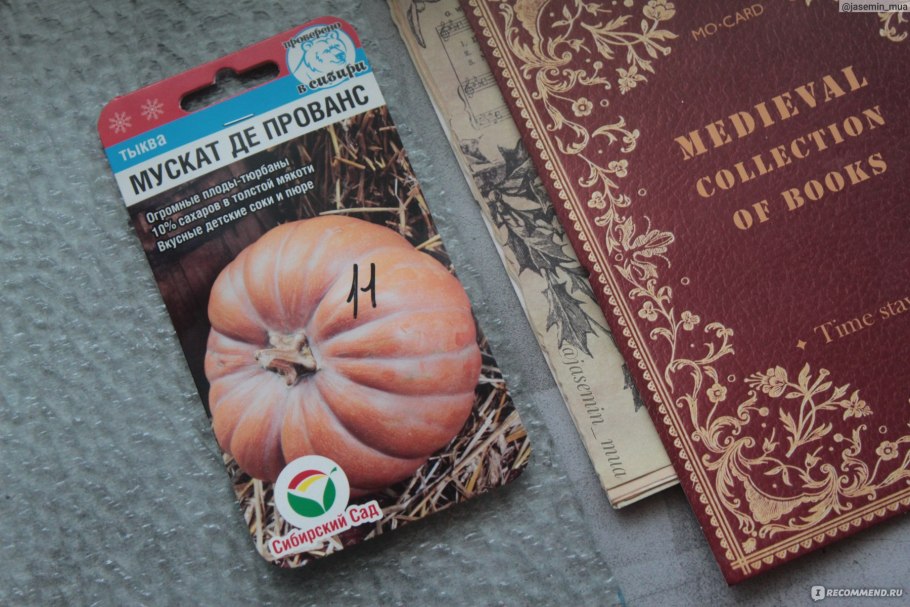 @jasemin_mua
проверено
в сибири
тыква
МУСКАТ ДЕ ПРОВАНС
Огромные плоды-тюрбаны
10% сахаров в толстой мякоти
Вкусные детские соки и пюре
11
Сибирский Сад
MO·CARD
MEDIEVAL
COLLECTION
OF BOOKS
Time stay
@jasemin_mua
IRECOMMEND.RU